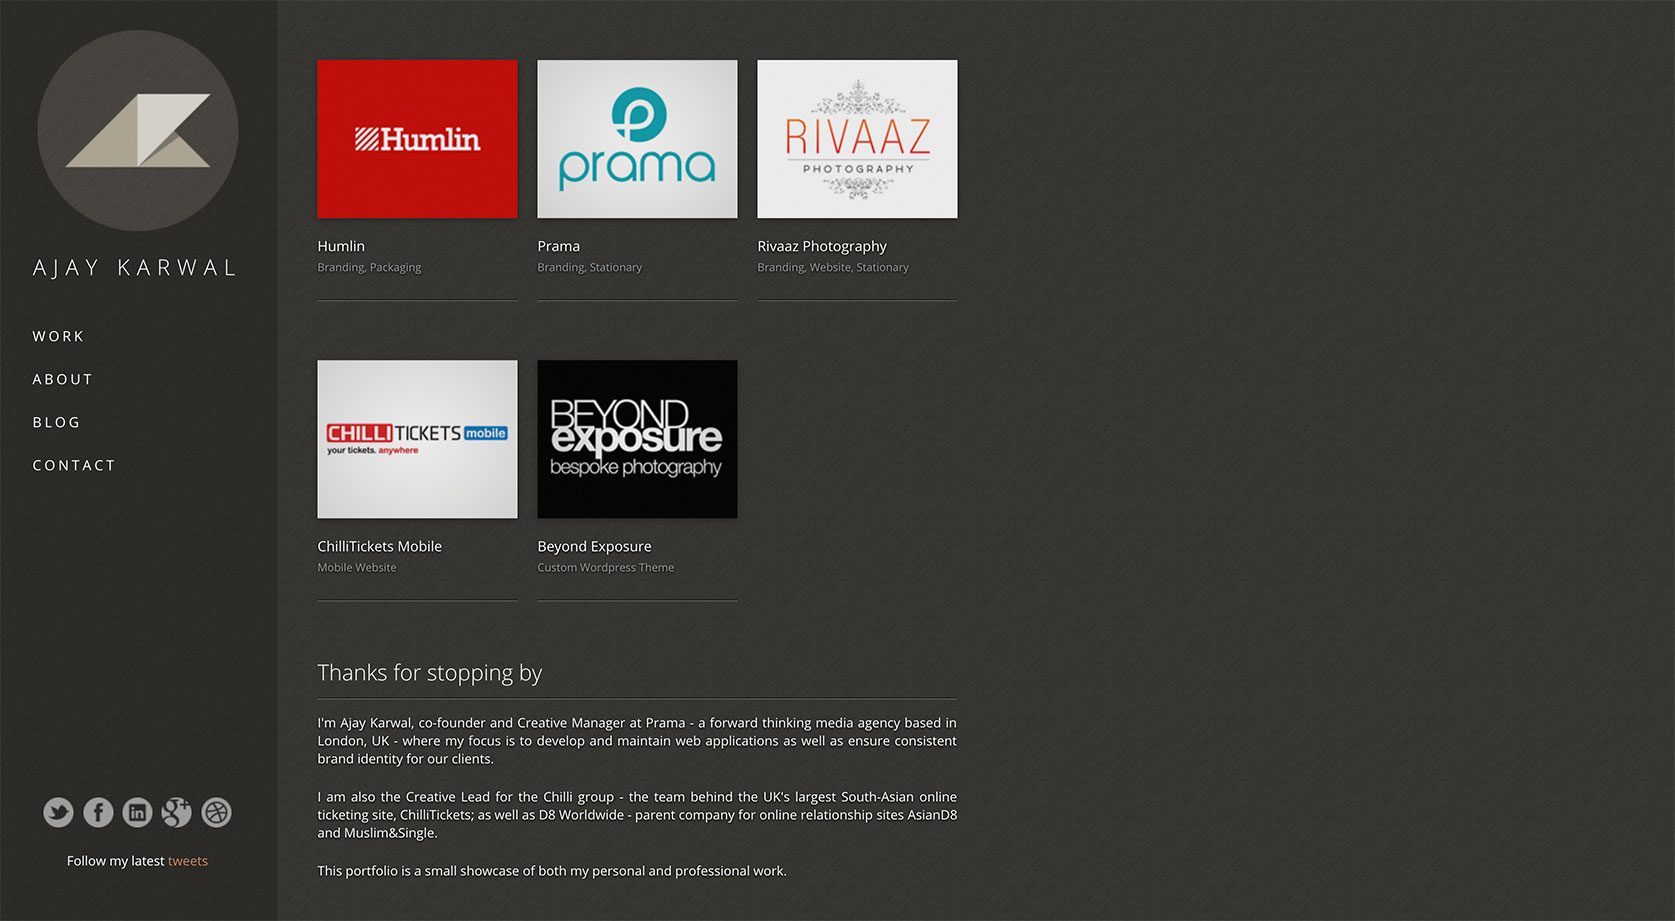 AJAY KARWAL
WORK
ABOUT
BLOG
CONTACT
Follow my latest tweets
Humlin
Humlin
Branding, Packaging
prama
Prama
Branding, Stationary
RIVAAZ
PHOTOGRAPHY
Rivaaz Photography
Branding, Website, Stationary
CHILLI TICKETS mobile
your tickets. anywhere
ChilliTickets Mobile
Mobile Website
BEYOND
exposure
bespoke photography
Beyond Exposure
Custom Wordpress Theme
Thanks for stopping by
I'm Ajay Karwal, co-founder and Creative Manager at Prama - a forward thinking media agency based in
London, UK - where my focus is to develop and maintain web applications as well as ensure consistent
brand identity for our clients.
I am also the Creative Lead for the Chilli group - the team behind the UK's largest South-Asian online
ticketing site, ChilliTickets; as well as D8 Worldwide - parent company for online relationship sites AsianD8
and Muslim&Single.
This portfolio is a small showcase of both my personal and professional work.